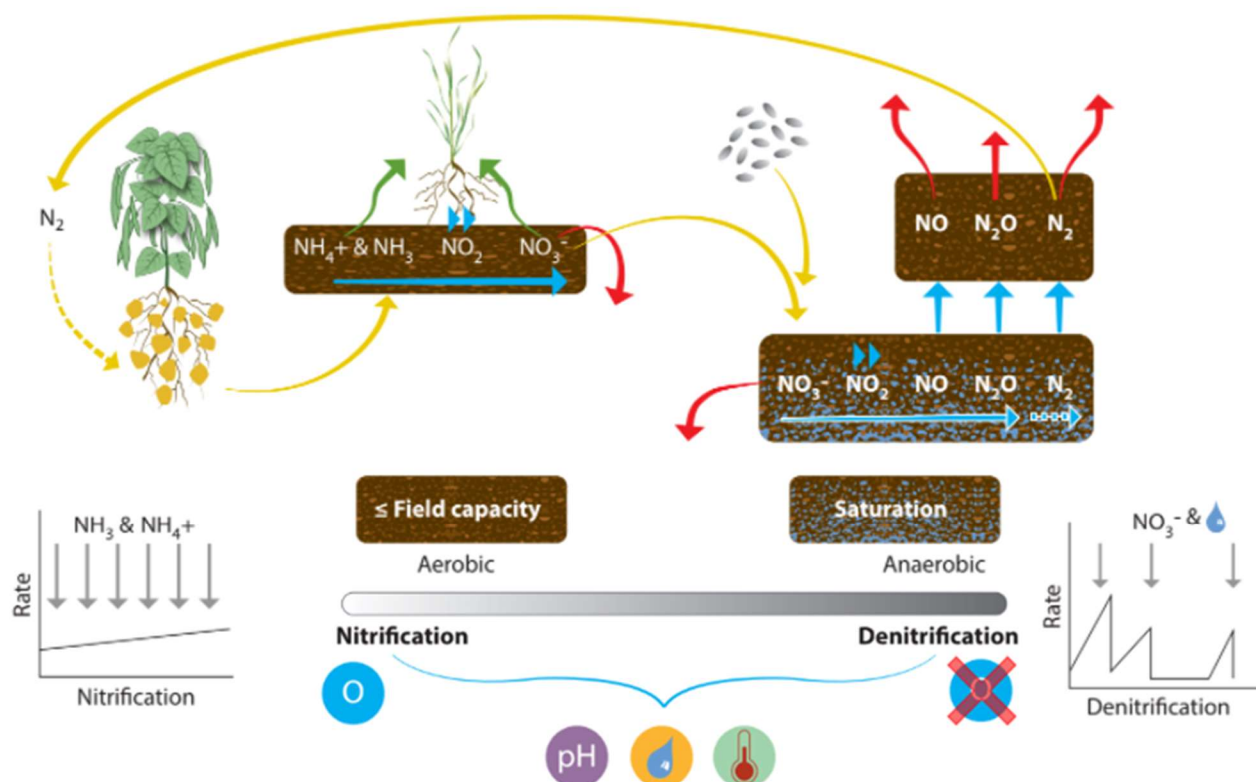 N₂
NH₄+ & NH₃ NO₂ NO₃⁻
NO N₂O N₂
NO₃⁻ NO₂ NO N₂O N₂
≤ Field capacity
Saturation
Aerobic
Anaerobic
Nitrification
Denitrification
NH₃ & NH₄+
Rate
Nitrification
O
O
pH
NO₃⁻ &
Rate
Denitrification